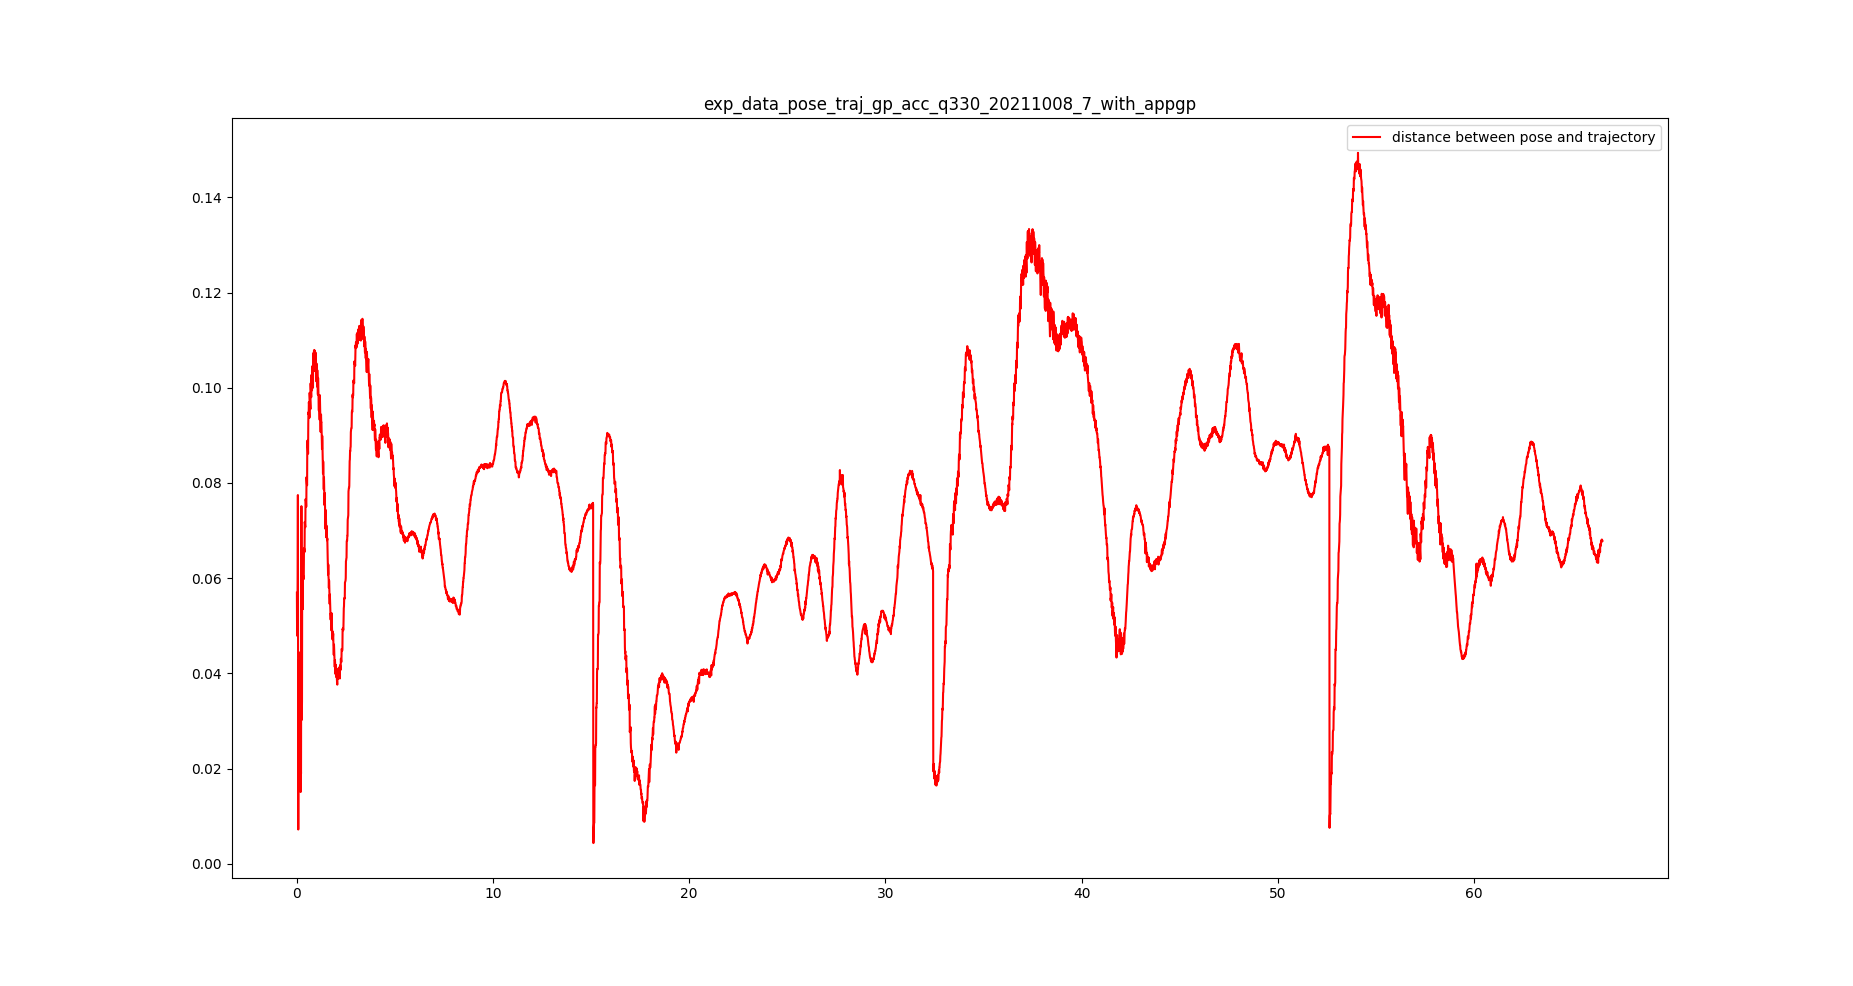 exp_data_pose_traj_gp_acc_q330_20211008_7_with_appgp
distance between pose and trajectory
0.14
0.12
0.10
0.08
0.06
0.04
0.02
0.00
0 10 20 30 40 50 60